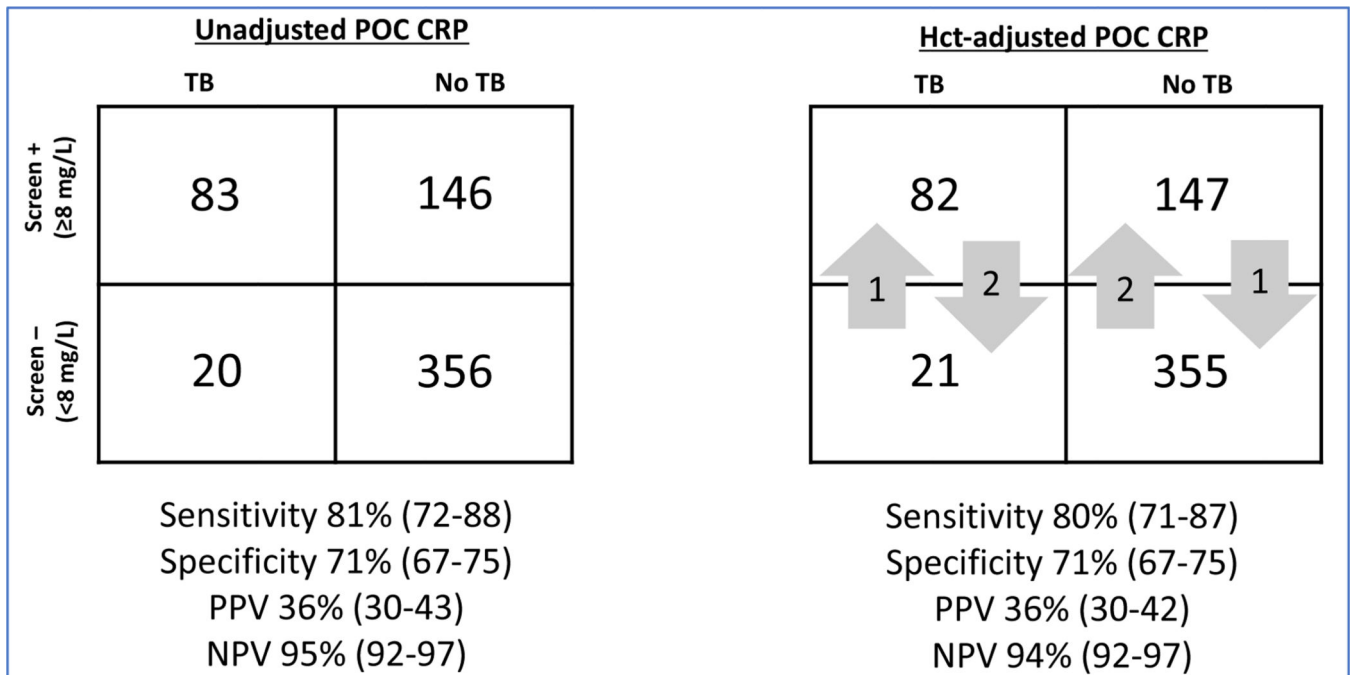 Unadjusted POC CRP
TB No TB
Screen +
(≥8 mg/L)
83 146
Screen –
(<8 mg/L)
20 356
Sensitivity 81% (72-88)
Specificity 71% (67-75)
PPV 36% (30-43)
NPV 95% (92-97)
Hct-adjusted POC CRP
TB No TB
82 147
1 2 2 1
21 355
Sensitivity 80% (71-87)
Specificity 71% (67-75)
PPV 36% (30-42)
NPV 94% (92-97)